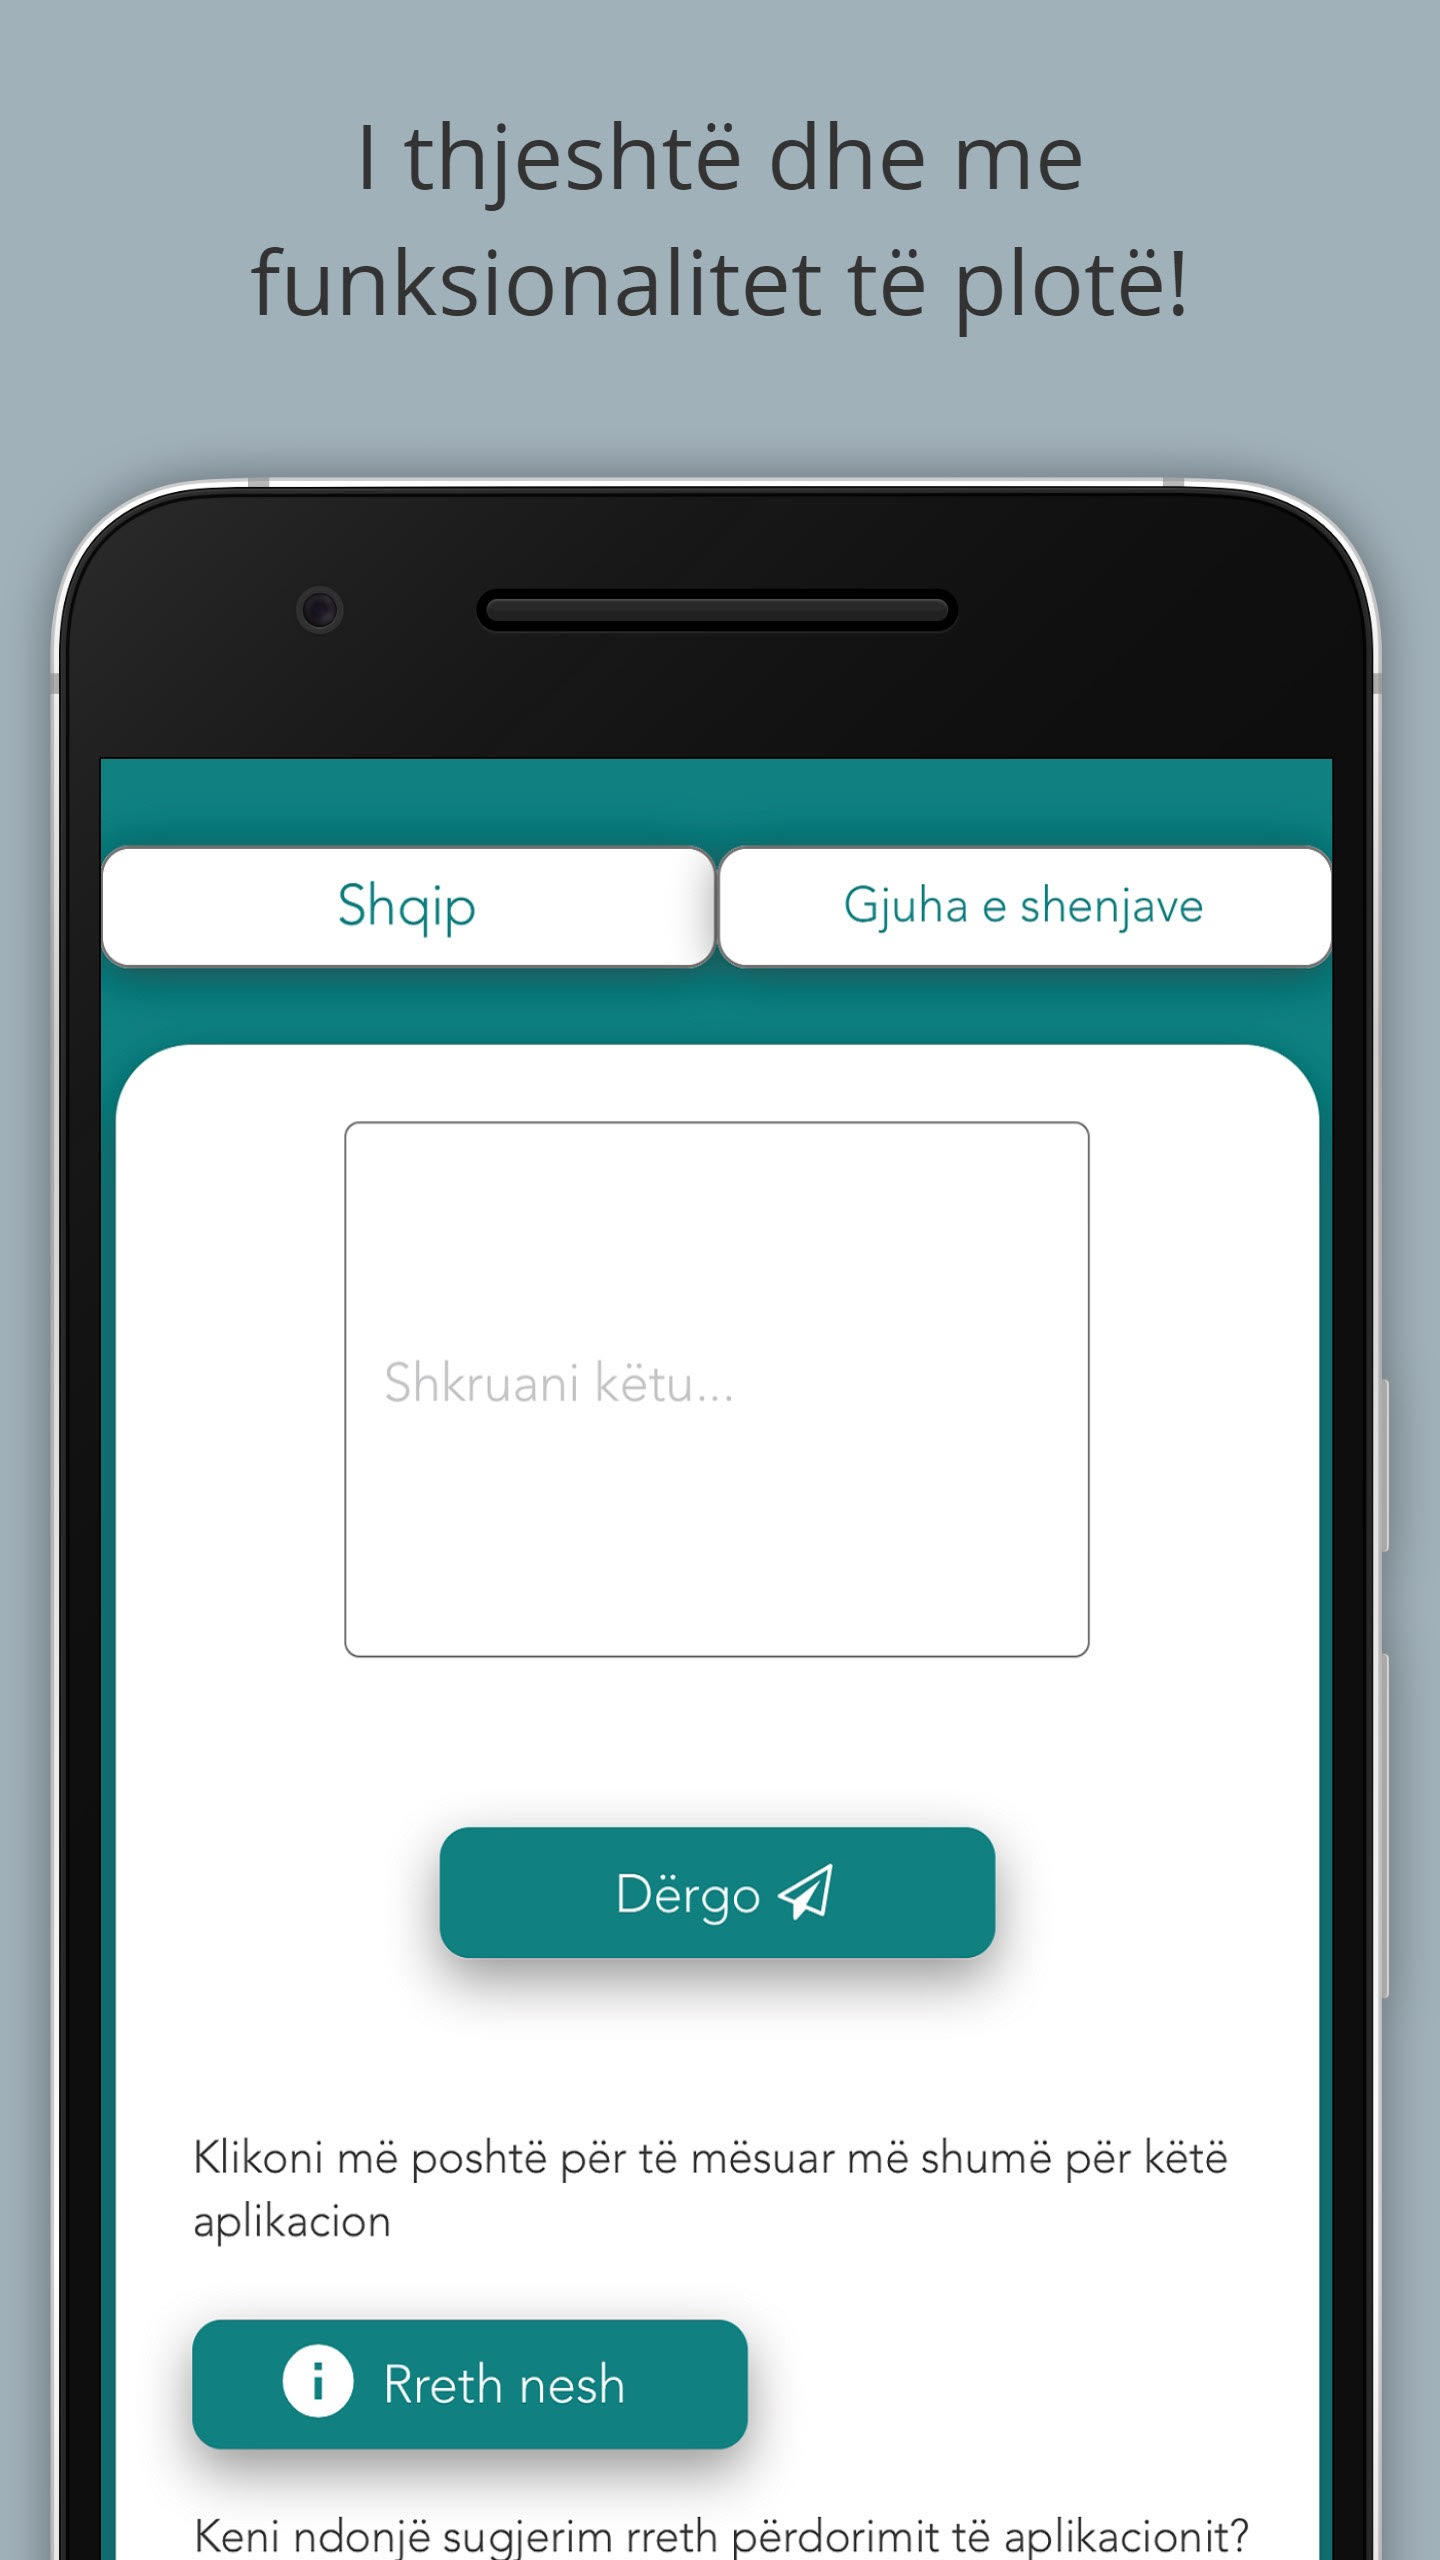 I thjeshtë dhe me
funksionalitet të plotë!
Shqip
Gjuha e shenjave
Shkruani këtu...
Dërgo
Klikoni më poshtë për të mësuar më shumë për këtë
aplikacion
Rreth nesh
Keni ndonjë sugjerim rreth përdorimit të aplikacionit?